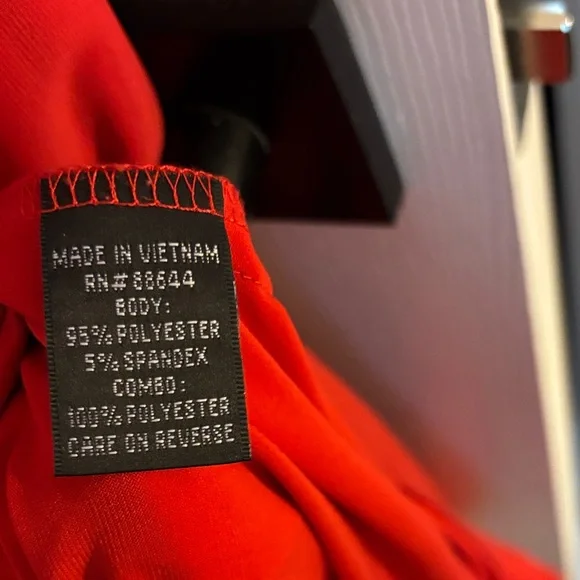 MADE IN VIETNAM
RN# 88644
BODY:
95% POLYESTER
5% SPANDEX
COMBO:
100% POLYESTER
CARE ON REVERSE